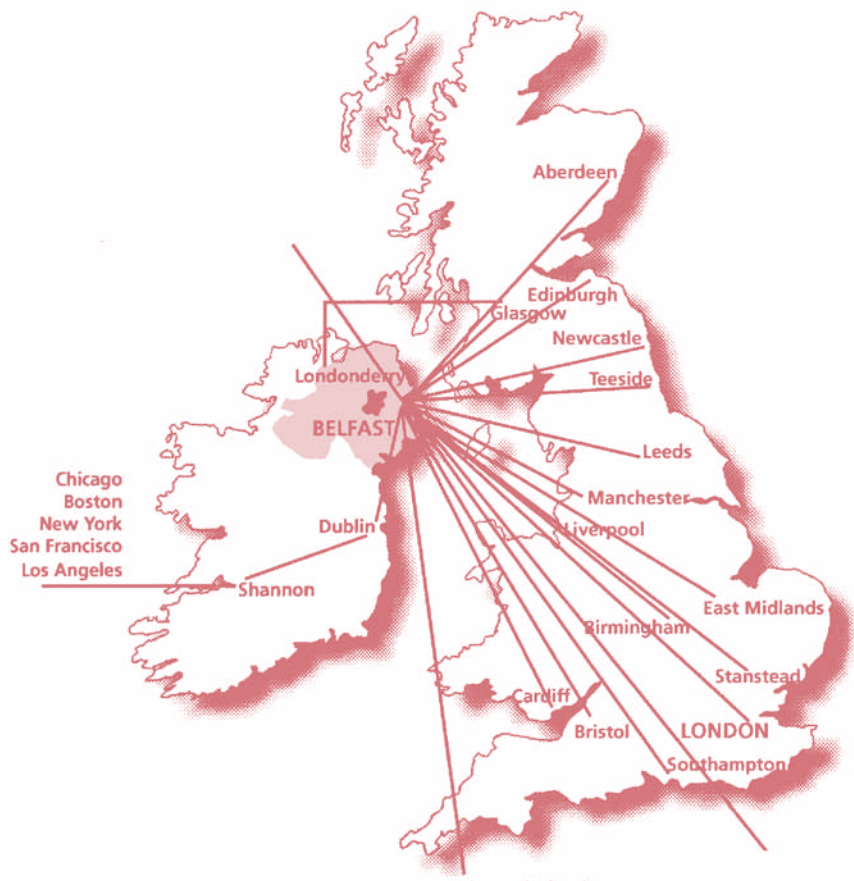 Aberdeen
Edinburgh
Glasgow
Newcastle
Teeside
Londonderry
BELFAST
Leeds
Chicago
Boston
New York
San Francisco
Los Angeles
Manchester
Dublin
Liverpool
Shannon
East Midlands
Birmingham
Stanstead
Cardiff
Bristol
LONDON
Southampton